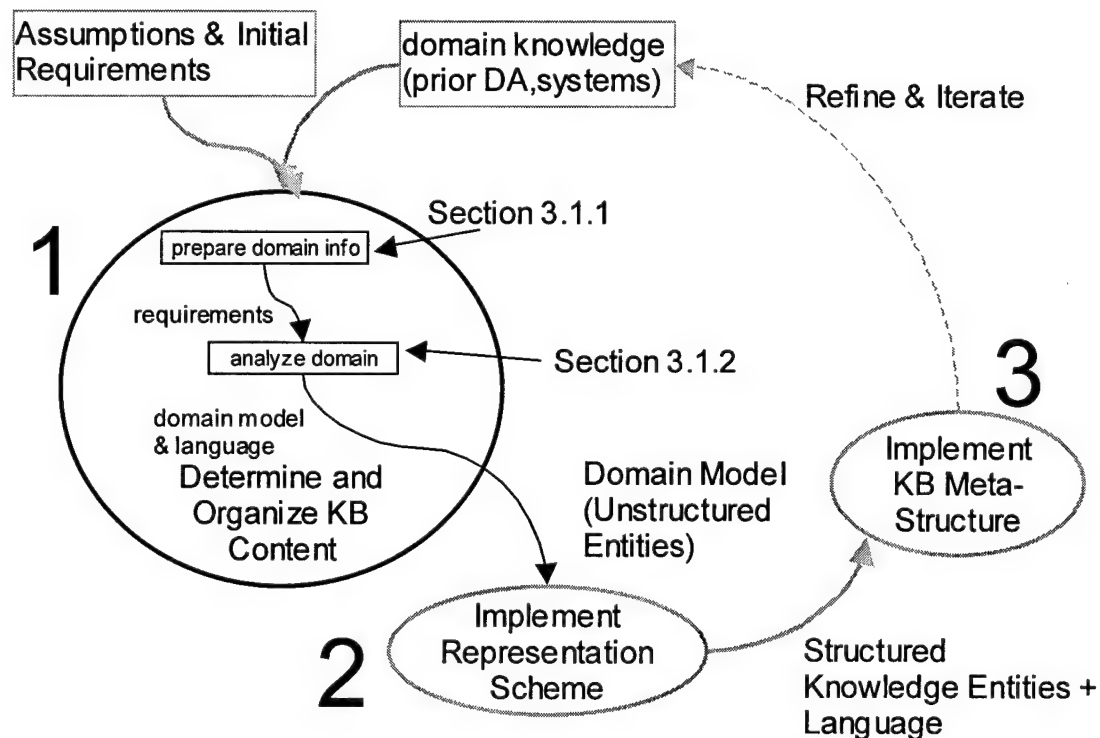 Assumptions & Initial
Requirements
domain knowledge
(prior DA,systems)
Refine & Iterate
1
Section 3.1.1
prepare domain info
requirements
analyze domain
Section 3.1.2
domain model
& language
Determine and
Organize KB
Content
3
Implement
KB Meta-
Structure
Domain Model
(Unstructured
Entities)
2
Implement
Representation
Scheme
Structured
Knowledge Entities +
Language